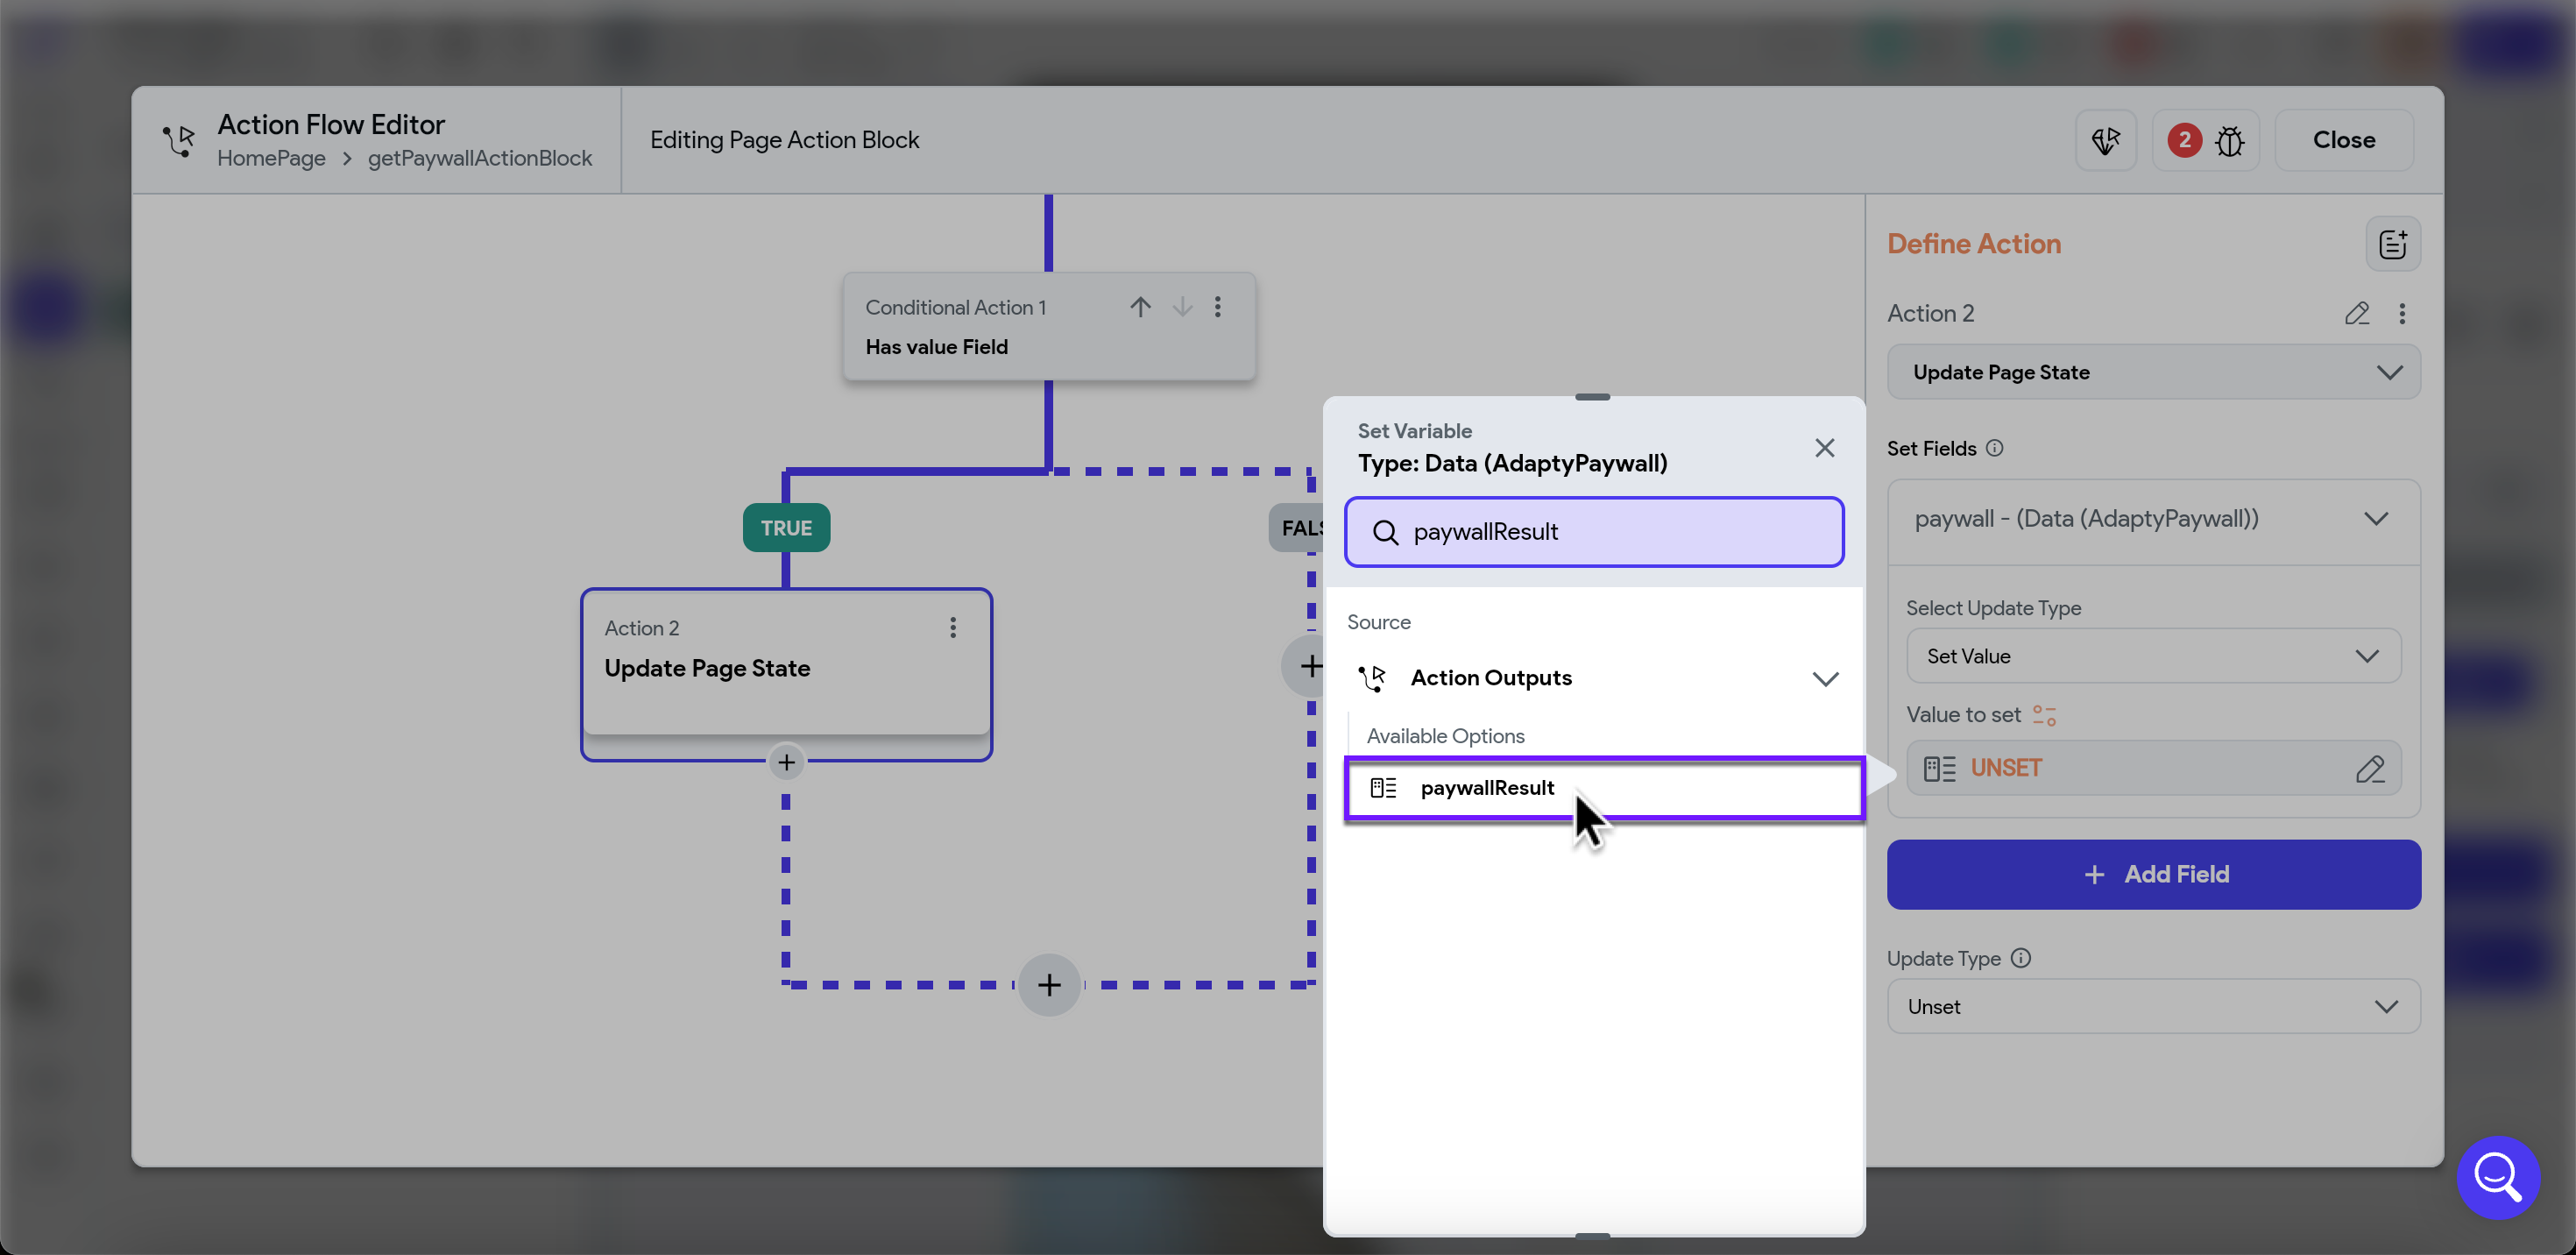 Action Flow Editor
HomePage > getPaywallActionBlock
Editing Page Action Block
2
Close
Conditional Action 1
Has value Field
TRUE
FALS
Action 2
Update Page State
Set Variable
Type: Data (AdaptyPaywall)
paywallResult
Source
Action Outputs
Available Options
paywallResult
Define Action
Action 2
Update Page State
Set Fields
paywall - (Data (AdaptyPaywall))
Select Update Type
Set Value
Value to set
UNSET
+ Add Field
Update Type
Unset